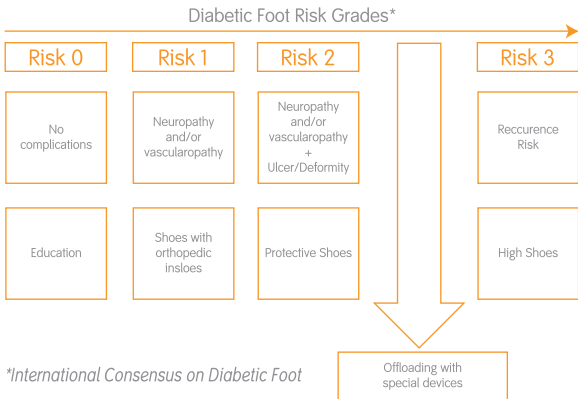 Diabetic Foot Risk Grades*
Risk 0
Risk 1
Risk 2
Risk 3
No
complications
Neuropathy
and/or
vascularopathy
Neuropathy
and/or
vascularopathy
+
Ulcer/Deformity
Reccurence
Risk
Education
Shoes with
orthopedic
insloes
Protective Shoes
High Shoes
*International Consensus on Diabetic Foot
Offloading with
special devices